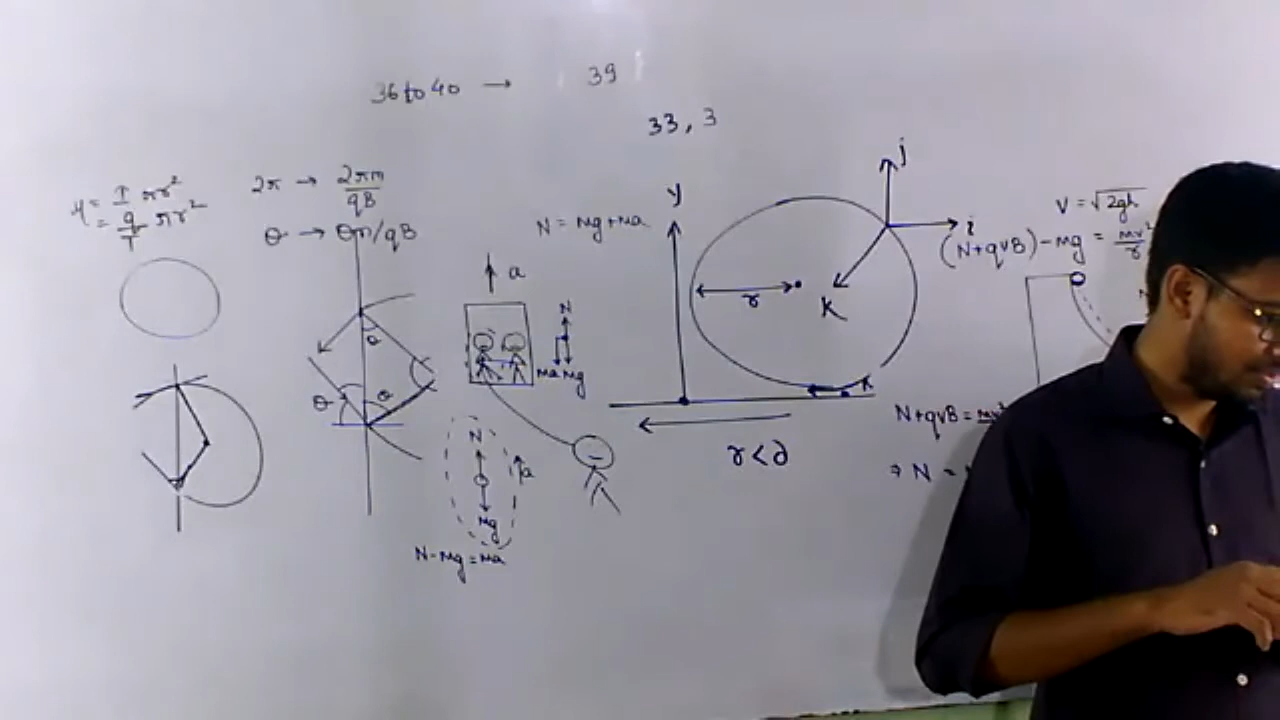 36 to 40 → 39
33, 3
μ = I πr²
= q/T πr²
2π → 2πm/qB
θ → θm/qB
N = mg+ma
a
N
ma mg
θ
θ
θ
N
a
mg
N-mg = ma
y
r
j
i
K
x
r<d
V = √2gh
(N+qvB)-mg = mv²/r
N+qvB = mv²
⇒ N =